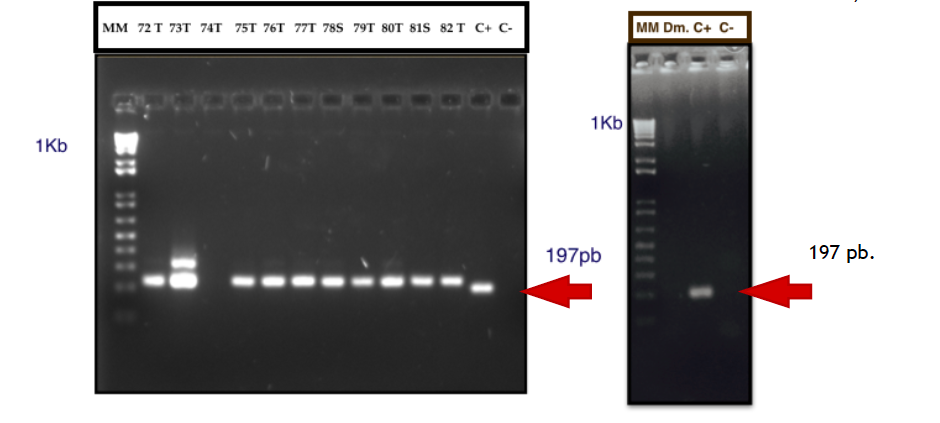 MM 72 T 73T 74T 75T 76T 77T 78S 79T 80T 81S 82 T C+ C-
MM Dm. C+ C-
1Kb
1Kb
197pb
197 pb.